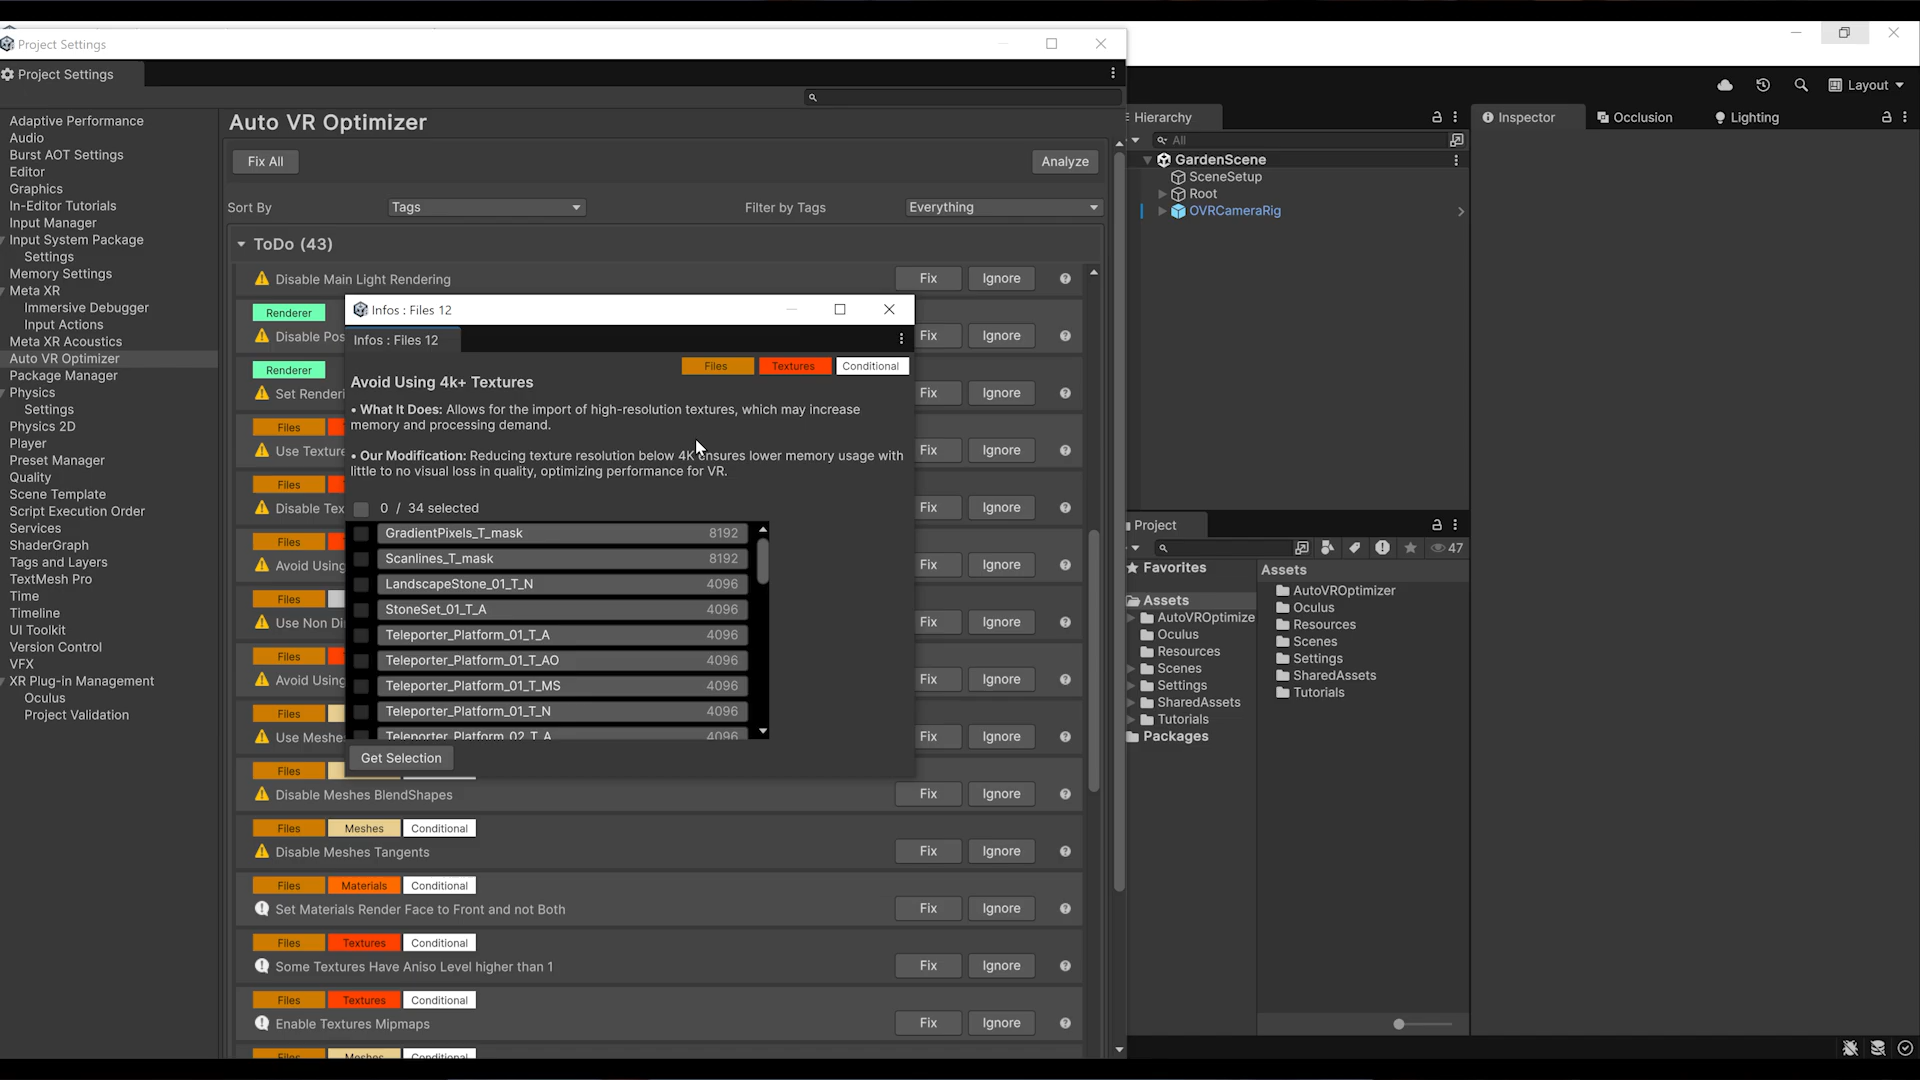 Project Settings
Project Settings
Adaptive Performance
Audio
Burst AOT Settings
Editor
Graphics
In-Editor Tutorials
Input Manager
Input System Package
Settings
Memory Settings
Meta XR
Immersive Debugger
Input Actions
Meta XR Acoustics
Auto VR Optimizer
Package Manager
Physics
Settings
Physics 2D
Player
Preset Manager
Quality
Scene Template
Script Execution Order
Services
ShaderGraph
Tags and Layers
TextMesh Pro
Time
Timeline
UI Toolkit
Version Control
VFX
XR Plug-in Management
Oculus
Project Validation
Auto VR Optimizer
Fix All
Analyze
Sort By
Tags
Filter by Tags
Everything
ToDo (43)
Disable Main Light Rendering
Fix
Ignore
Renderer
Disable Pos
Fix
Ignore
Renderer
Set Renderi
Fix
Ignore
Files
Use Texture
Fix
Ignore
Files
Disable Tex
Fix
Ignore
Files
Avoid Using
Fix
Ignore
Files
Use Non Di
Fix
Ignore
Files
Avoid Using
Fix
Ignore
Files
Use Meshe
Fix
Ignore
Files
Disable Meshes BlendShapes
Fix
Ignore
Files
Meshes
Conditional
Disable Meshes Tangents
Fix
Ignore
Files
Materials
Conditional
Set Materials Render Face to Front and not Both
Fix
Ignore
Files
Textures
Conditional
Some Textures Have Aniso Level higher than 1
Fix
Ignore
Files
Textures
Conditional
Enable Textures Mipmaps
Fix
Ignore
Files
Meshes
Conditional
Infos : Files 12
Infos : Files 12
Files
Textures
Conditional
Avoid Using 4k+ Textures
• What It Does: Allows for the import of high-resolution textures, which may increase
memory and processing demand.
• Our Modification: Reducing texture resolution below 4K ensures lower memory usage with
little to no visual loss in quality, optimizing performance for VR.
0 / 34 selected
GradientPixels_T_mask 8192
Scanlines_T_mask 8192
LandscapeStone_01_T_N 4096
StoneSet_01_T_A 4096
Teleporter_Platform_01_T_A 4096
Teleporter_Platform_01_T_AO 4096
Teleporter_Platform_01_T_MS 4096
Teleporter_Platform_01_T_N 4096
Teleporter_Platform_02_T_A 4096
Get Selection
Layout
Hierarchy
All
GardenScene
SceneSetup
Root
OVRCameraRig
Inspector
Occlusion
Lighting
Project
47
Favorites
Assets
AutoVROptimize
Oculus
Resources
Scenes
Settings
SharedAssets
Tutorials
Packages
Assets
AutoVROptimizer
Oculus
Resources
Scenes
Settings
SharedAssets
Tutorials